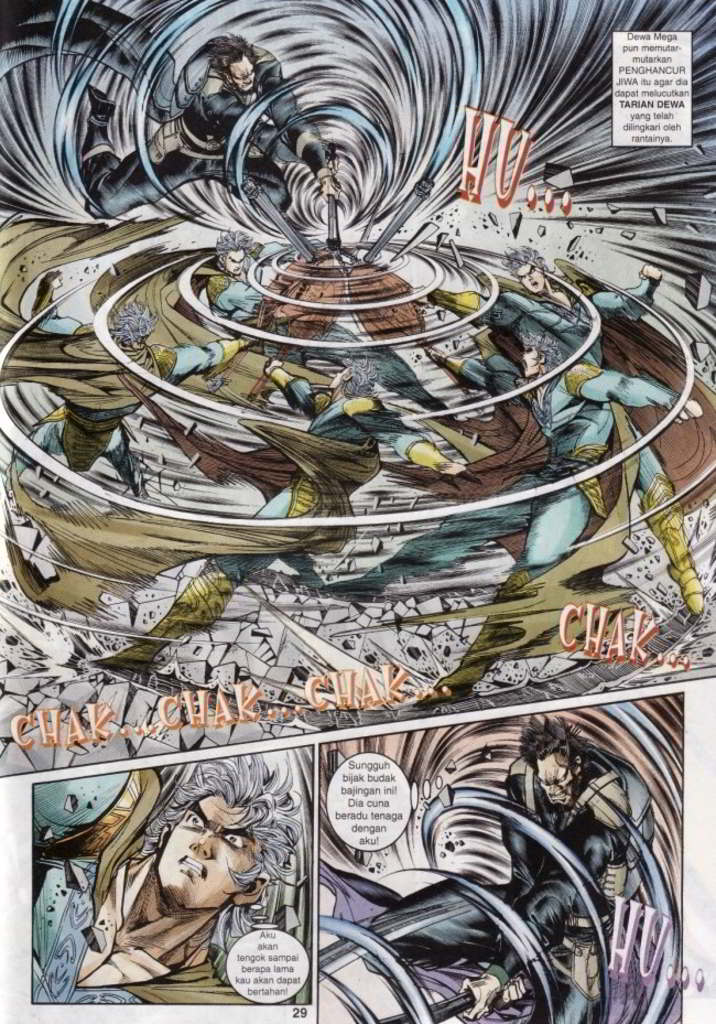 Dewa Mega
pun memutar-
mutarkan
PENGHANCUR
JIWA itu agar dia
dapat melucutkan
TARIAN DEWA
yang telah
dilingkari oleh
rantainya.
HU...
CHAK...
CHAK...CHAK...CHAK...
Aku
akan
tengok sampai
berapa lama
kau akan dapat
bertahan!
Sungguh
bijak budak
bajingan ini!
Dia cuna
beradu tenaga
dengan
aku!
HU...
29